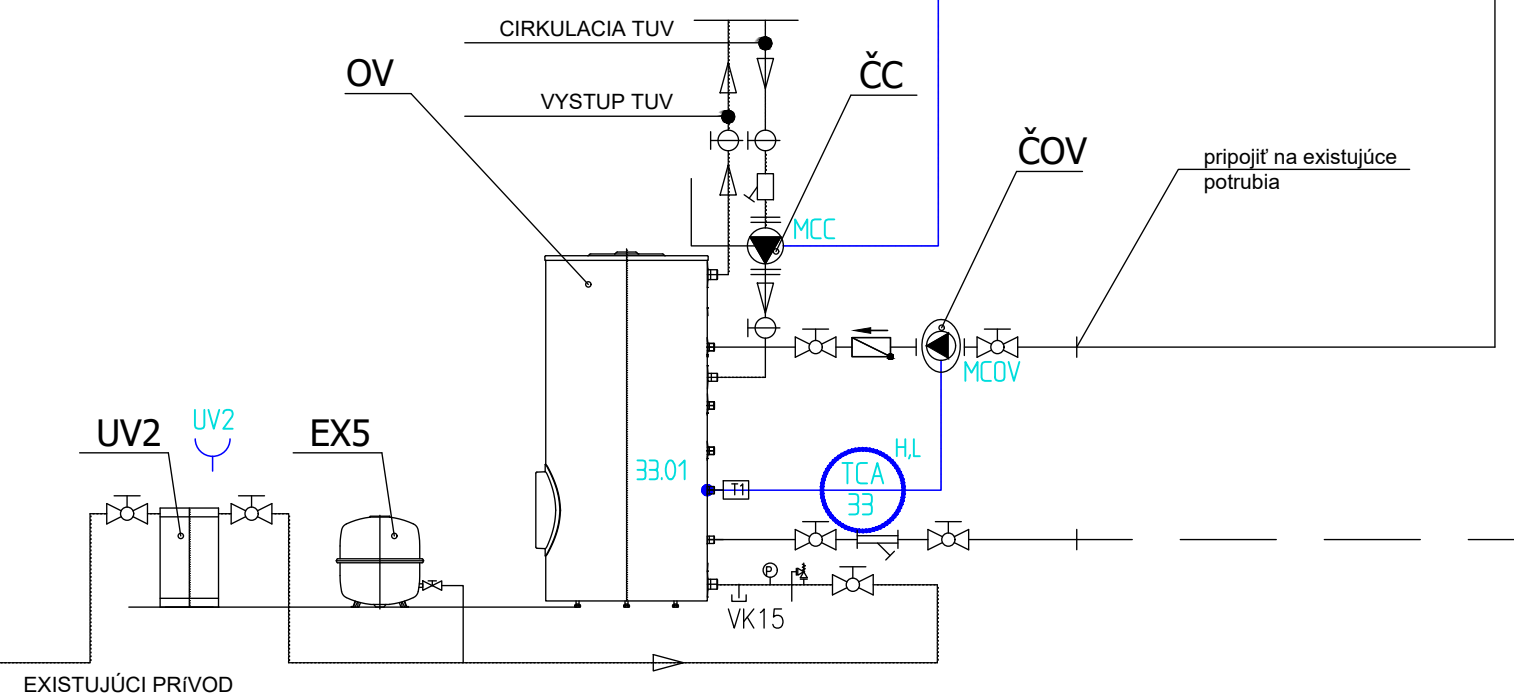 CIRKULACIA TUV
OV
ČC
VYSTUP TUV
ČOV
pripojiť na existujúce
potrubia
MCC
MCOV
UV2
UV2
EX5
H,L
33.01
TCA
33
T1
P
VK15
EXISTUJÚCI PRíVOD